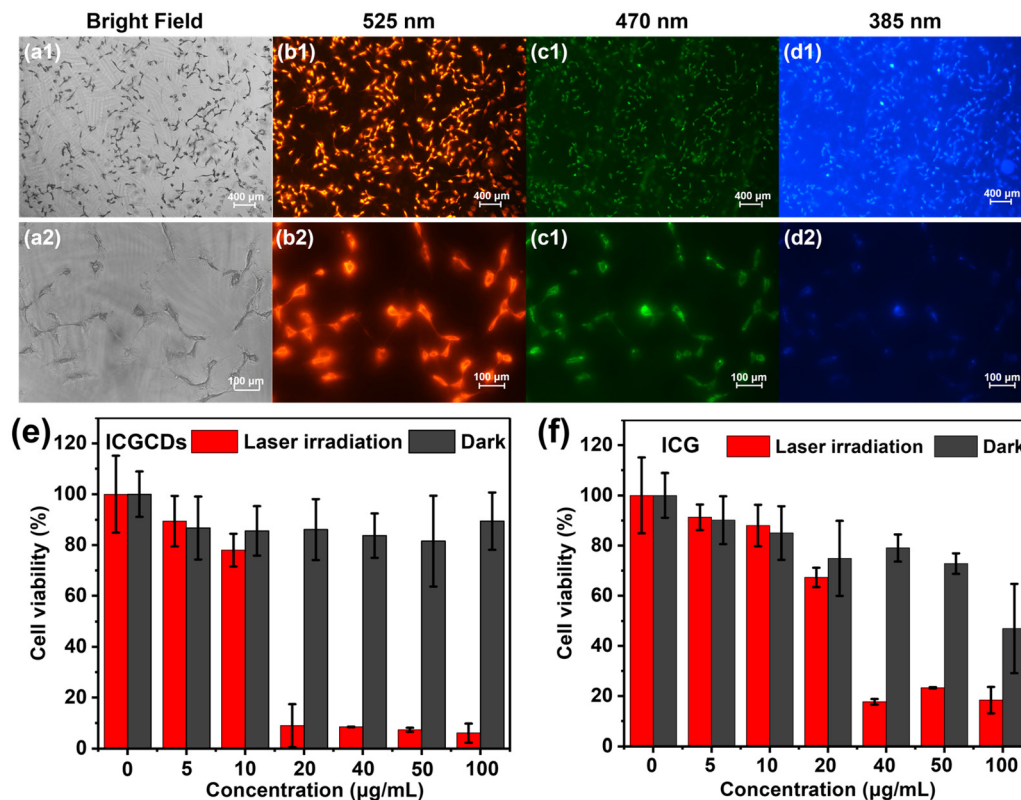 Bright Field 525 nm 470 nm 385 nm
(a1) (b1) (c1) (d1)
400 µm 400 µm 400 µm 400 µm
(a2) (b2) (c1) (d2)
100 µm 100 µm 100 µm 100 µm
(e)
ICGCDs Laser irradiation Dark
120
100
80
60
40
20
0
Cell viability (%)
0 5 10 20 40 50 100
Concentration (µg/mL)
(f)
ICG Laser irradiation Dark
120
100
80
60
40
20
0
Cell viability (%)
0 5 10 20 40 50 100
Concentration (µg/mL)